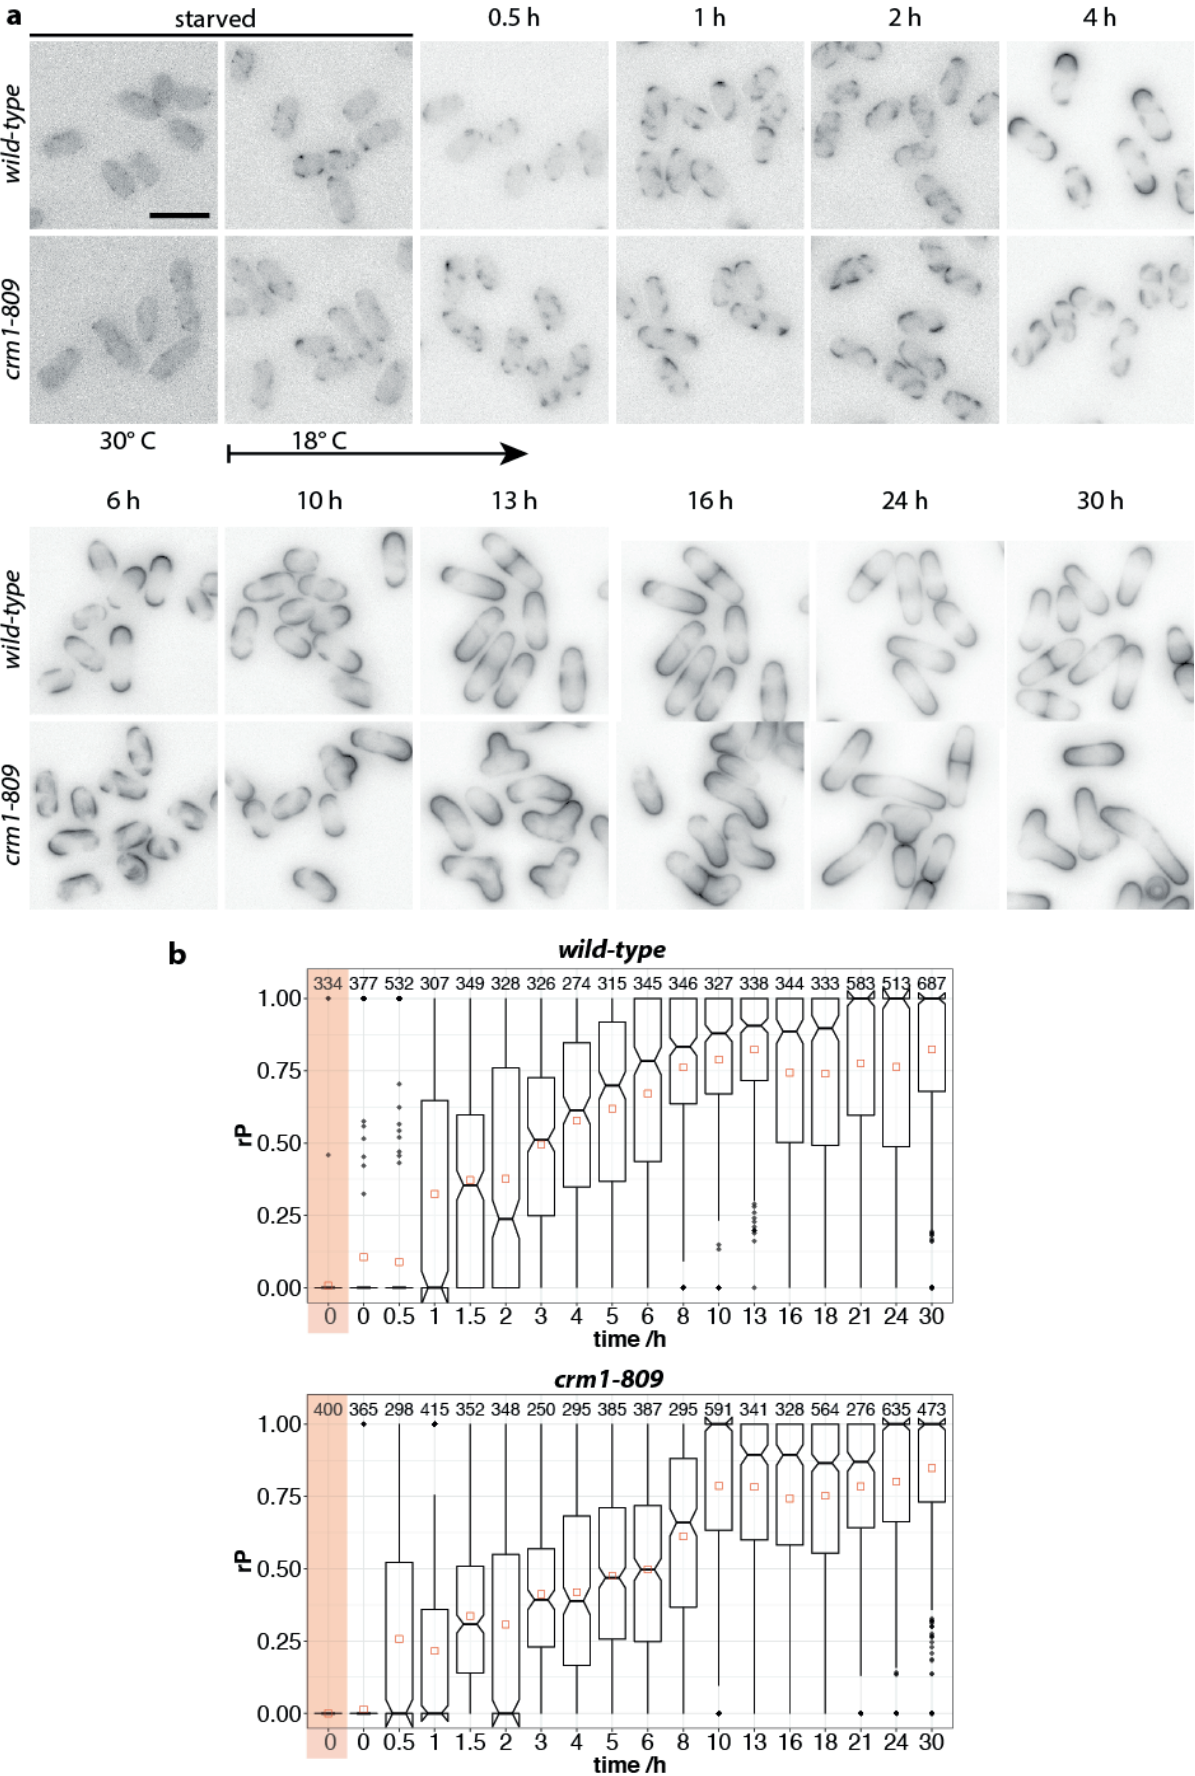 a
starved
0.5 h
1 h
2 h
4 h
wild-type
crm1-809
30° C
18° C
6 h
10 h
13 h
16 h
24 h
30 h
wild-type
crm1-809
b
wild-type
334 377 532 307 349 328 326 274 315 345 346 327 338 344 333 583 513 687
1.00
0.75
0.50
0.25
0.00
rP
0 0 0.5 1 1.5 2 3 4 5 6 8 10 13 16 18 21 24 30
time /h
crm1-809
400 365 298 415 352 348 250 295 385 387 295 591 341 328 564 276 635 473
1.00
0.75
0.50
0.25
0.00
rP
0 0 0.5 1 1.5 2 3 4 5 6 8 10 13 16 18 21 24 30
time /h